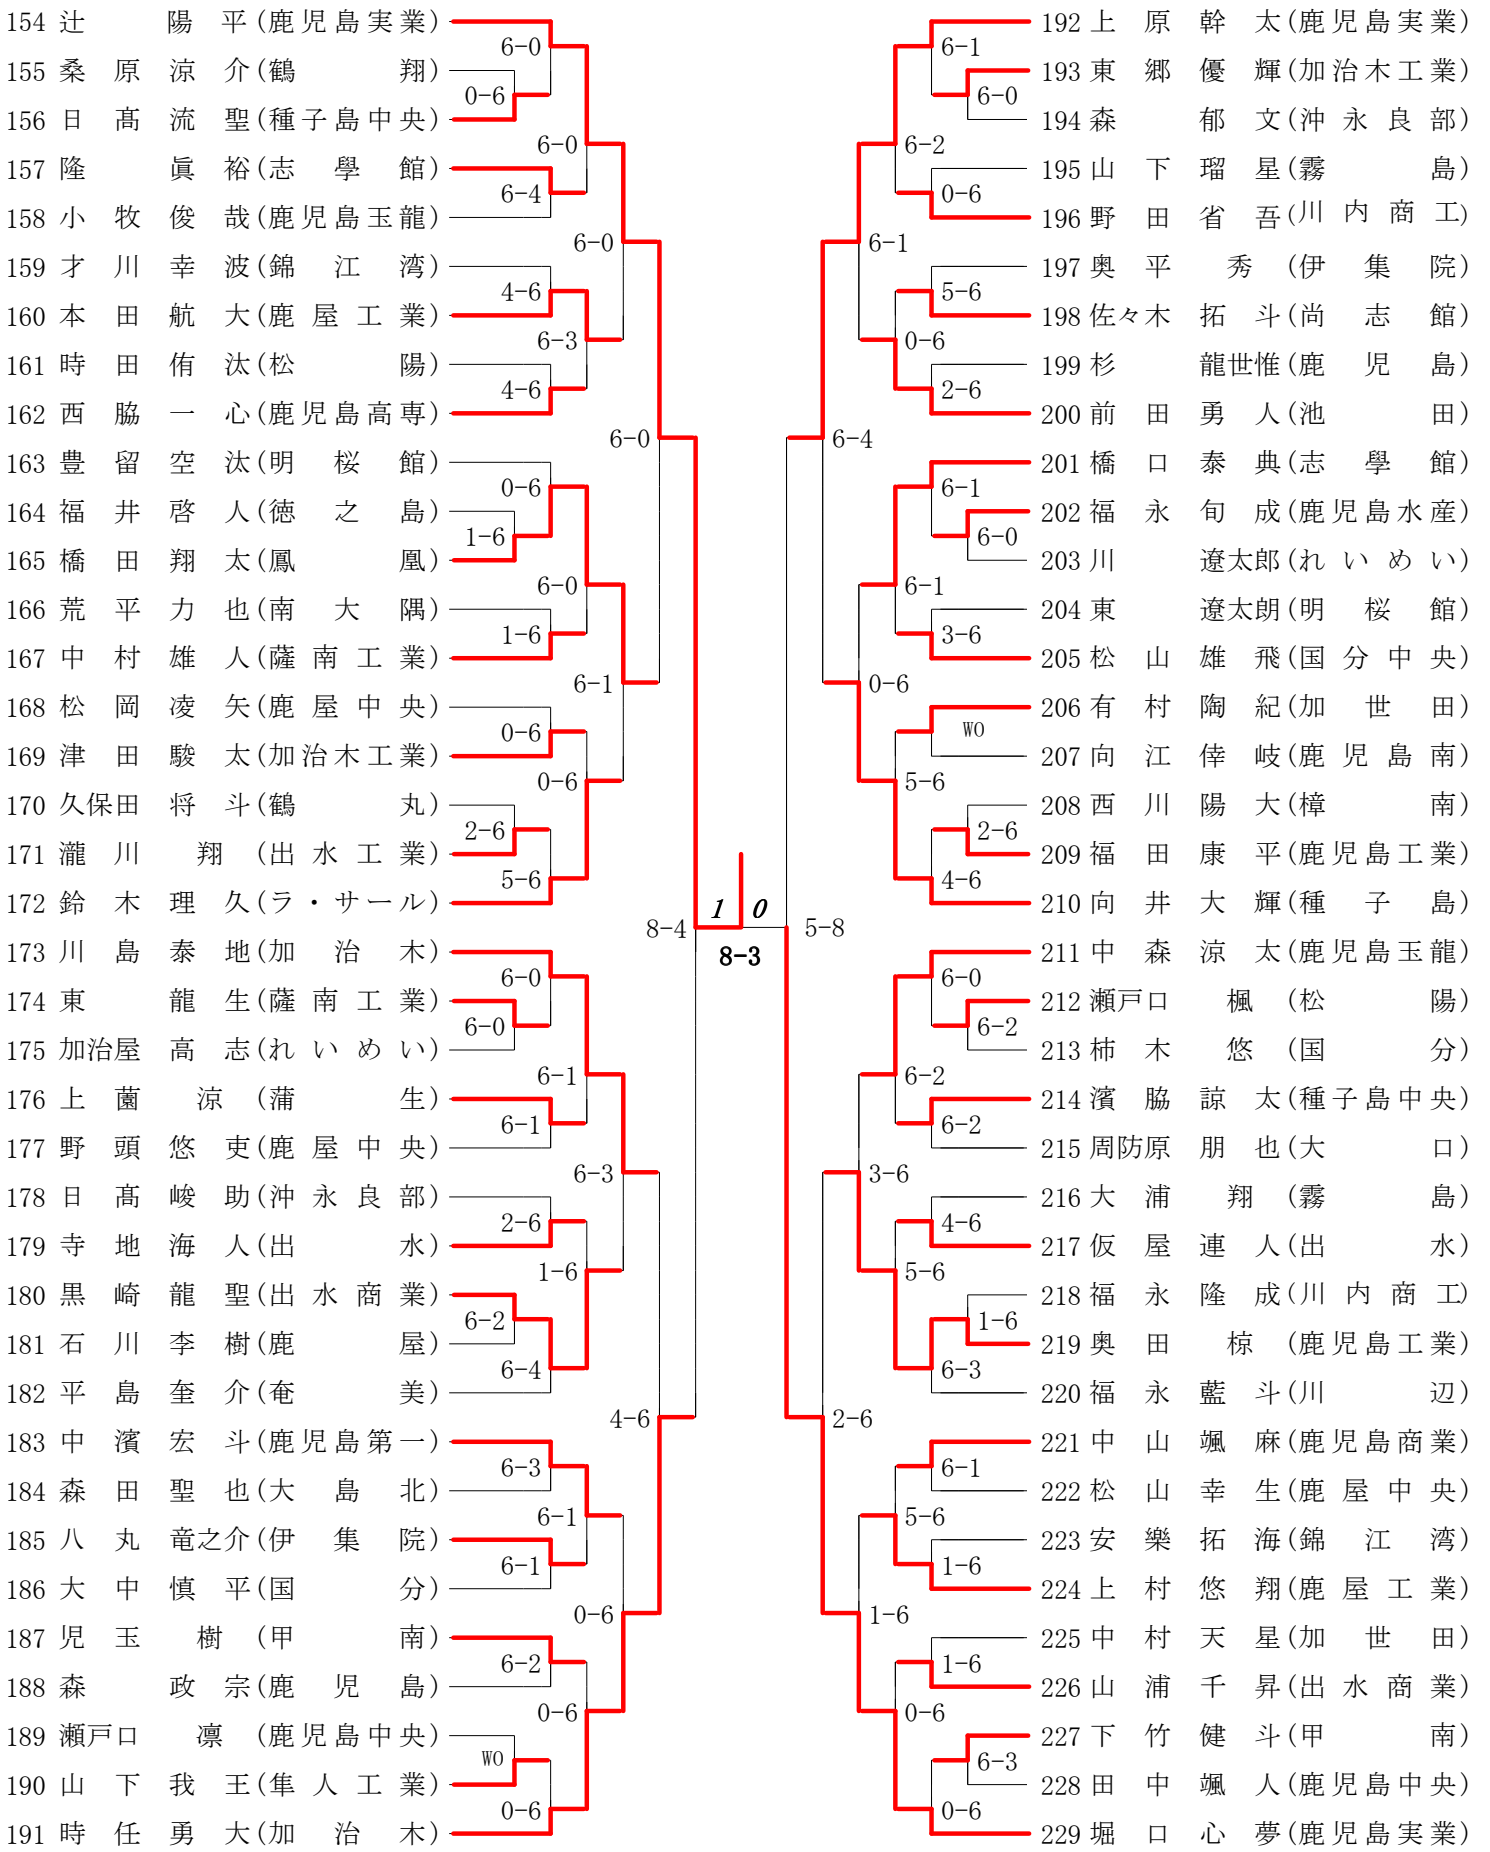 154 辻 陽 平 (鹿児島実業)
6-0
155 桑 原 涼 介 (鶴 翔)
0-6
156 日 髙 流 聖 (種子島中央)
6-0
157 隆 眞 裕 (志 學 館)
6-4
158 小 牧 俊 哉 (鹿児島玉龍)
6-0
159 才 川 幸 波 (錦 江 湾)
4-6
160 本 田 航 大 (鹿 屋 工 業)
6-3
161 時 田 侑 汰 (松 陽)
4-6
162 西 脇 一 心 (鹿児島高専)
6-0
163 豊 留 空 汰 (明 桜 館)
0-6
164 福 井 啓 人 (徳 之 島)
1-6
165 橋 田 翔 太 (鳳 凰)
6-0
166 荒 平 力 也 (南 大 隅)
1-6
167 中 村 雄 人 (薩 南 工 業)
6-1
168 松 岡 凌 矢 (鹿 屋 中 央)
0-6
169 津 田 駿 太 (加治木工業)
0-6
170 久保田 将 斗 (鶴 丸)
2-6
171 瀧 川 翔 (出 水 工 業)
5-6
172 鈴 木 理 久 (ラ・サール)
8-4
173 川 島 泰 地 (加 治 木)
6-0
174 東 龍 生 (薩 南 工 業)
6-0
175 加治屋 高 志 (れ い め い)
6-1
176 上 薗 涼 (蒲 生)
6-1
177 野 頭 悠 吏 (鹿 屋 中 央)
6-3
178 日 髙 峻 助 (沖 永 良 部)
2-6
179 寺 地 海 人 (出 水)
1-6
180 黒 崎 龍 聖 (出 水 商 業)
6-2
181 石 川 李 樹 (鹿 屋)
6-4
182 平 島 奎 介 (奄 美)
4-6
183 中 濱 宏 斗 (鹿児島第一)
6-3
184 森 田 聖 也 (大 島 北)
6-1
185 八 丸 竜之介 (伊 集 院)
6-1
186 大 中 慎 平 (国 分)
0-6
187 児 玉 樹 (甲 南)
6-2
188 森 政 宗 (鹿 児 島)
0-6
189 瀬戸口 凛 (鹿児島中央)
WO
190 山 下 我 王 (隼 人 工 業)
0-6
191 時 任 勇 大 (加 治 木)
1 0
8-3
192 上 原 幹 太 (鹿児島実業)
6-1
193 東 郷 優 輝 (加治木工業)
6-0
194 森 郁 文 (沖 永 良 部)
6-2
195 山 下 瑠 星 (霧 島)
0-6
196 野 田 省 吾 (川 内 商 工)
6-1
197 奥 平 秀 (伊 集 院)
5-6
198 佐々木 拓 斗 (尚 志 館)
0-6
199 杉 龍世惟 (鹿 児 島)
2-6
200 前 田 勇 人 (池 田)
6-4
201 橋 口 泰 典 (志 學 館)
6-1
202 福 永 旬 成 (鹿児島水産)
6-0
203 川 遼太郎 (れ い め い)
6-1
204 東 遼太朗 (明 桜 館)
3-6
205 松 山 雄 飛 (国 分 中 央)
0-6
206 有 村 陶 紀 (加 世 田)
WO
207 向 江 倖 岐 (鹿 児 島 南)
5-6
208 西 川 陽 大 (樟 南)
2-6
209 福 田 康 平 (鹿児島工業)
4-6
210 向 井 大 輝 (種 子 島)
5-8
211 中 森 涼 太 (鹿児島玉龍)
6-0
212 瀬戸口 楓 (松 陽)
6-2
213 柿 木 悠 (国 分)
6-2
214 濱 脇 諒 太 (種子島中央)
6-2
215 周防原 朋 也 (大 口)
3-6
216 大 浦 翔 (霧 島)
4-6
217 仮 屋 連 人 (出 水)
5-6
218 福 永 隆 成 (川 内 商 工)
1-6
219 奥 田 椋 (鹿児島工業)
6-3
220 福 永 藍 斗 (川 辺)
2-6
221 中 山 颯 麻 (鹿児島商業)
6-1
222 松 山 幸 生 (鹿 屋 中 央)
5-6
223 安 樂 拓 海 (錦 江 湾)
1-6
224 上 村 悠 翔 (鹿 屋 工 業)
1-6
225 中 村 天 星 (加 世 田)
1-6
226 山 浦 千 昇 (出 水 商 業)
0-6
227 下 竹 健 斗 (甲 南)
6-3
228 田 中 颯 人 (鹿児島中央)
0-6
229 堀 口 心 夢 (鹿児島実業)